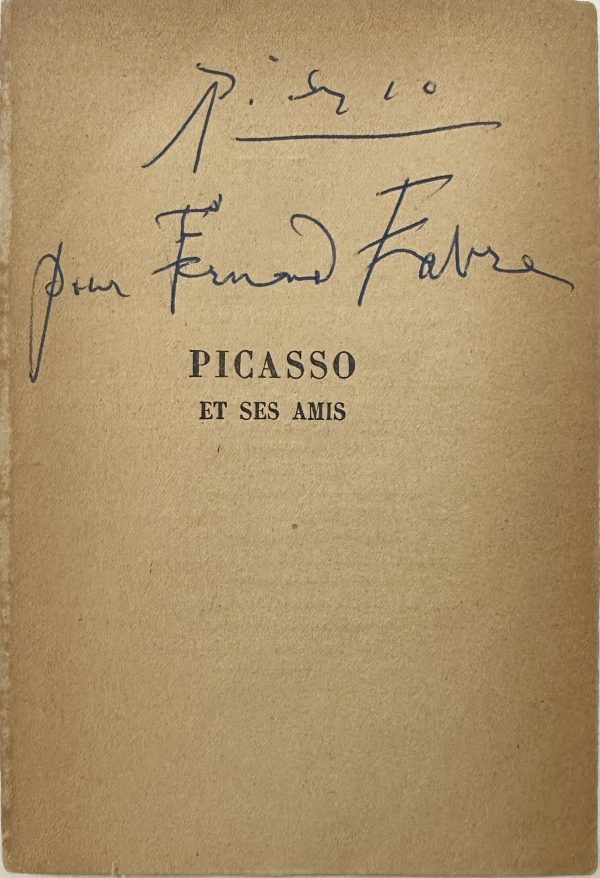 Picasso
pour Fernand Fabre
PICASSO
ET SES AMIS